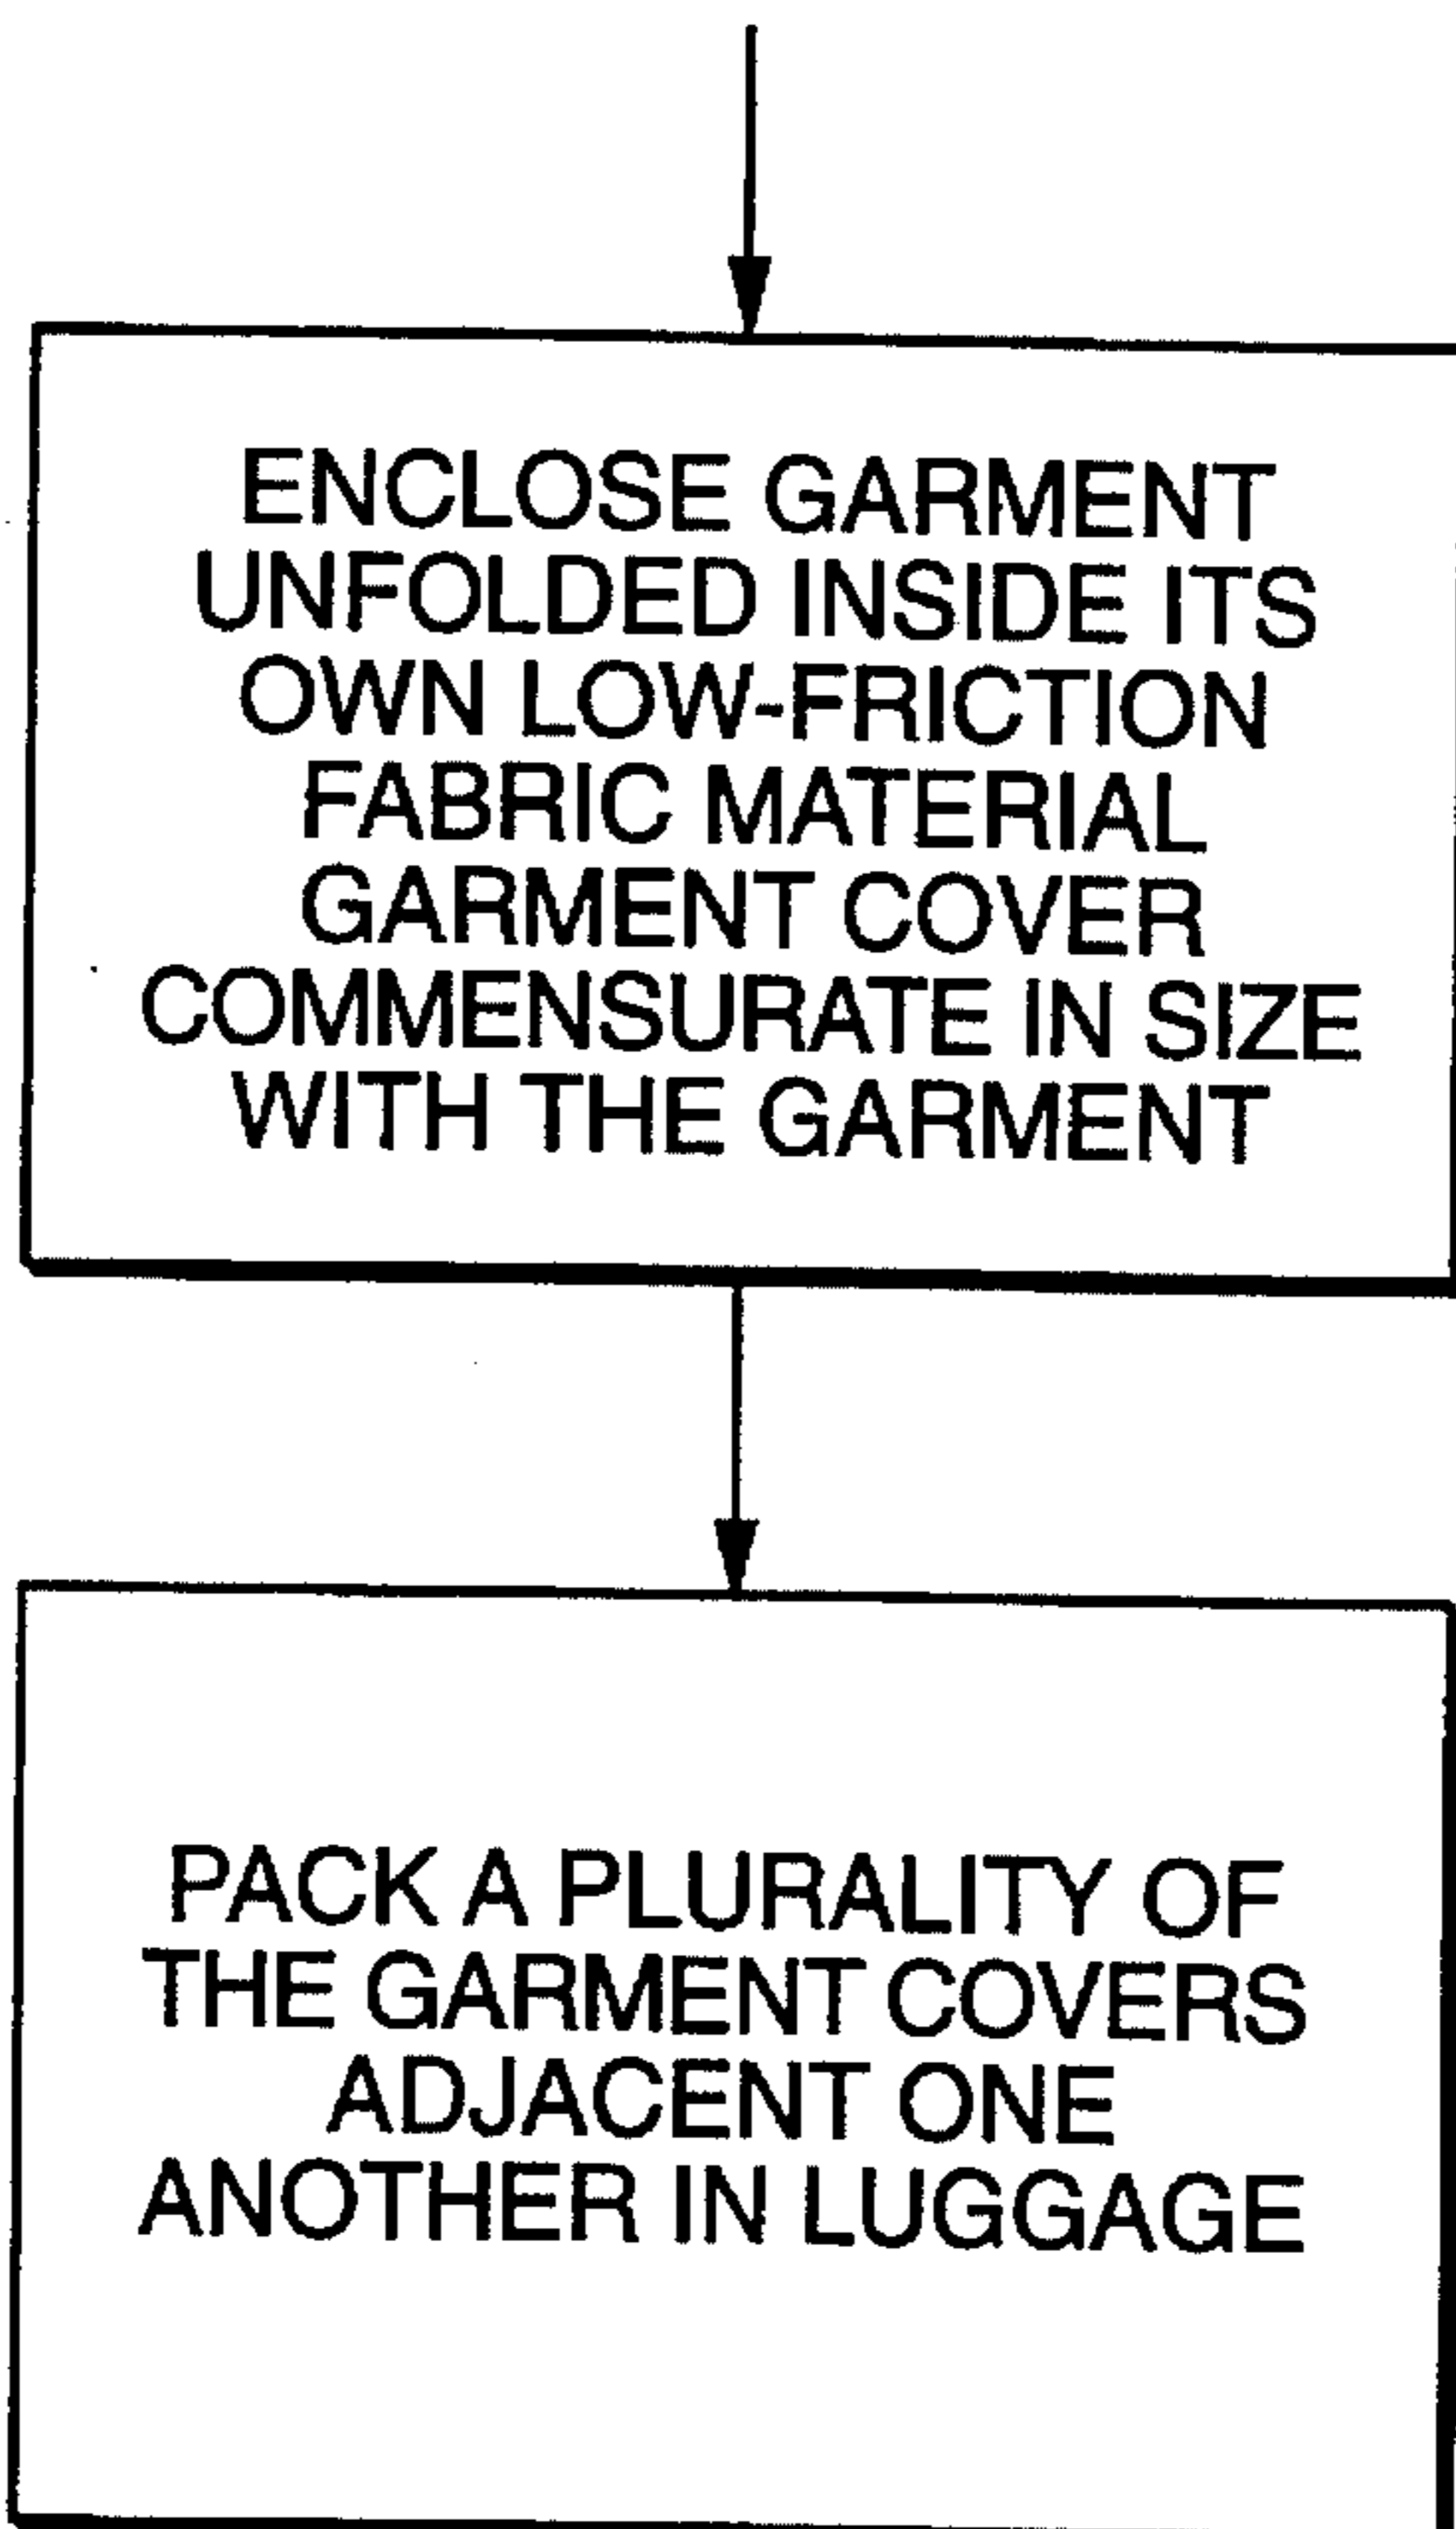 ENCLOSE GARMENT
UNFOLDED INSIDE ITS
OWN LOW-FRICTION
FABRIC MATERIAL
GARMENT COVER
COMMENSURATE IN SIZE
WITH THE GARMENT
PACK A PLURALITY OF
THE GARMENT COVERS
ADJACENT ONE
ANOTHER IN LUGGAGE